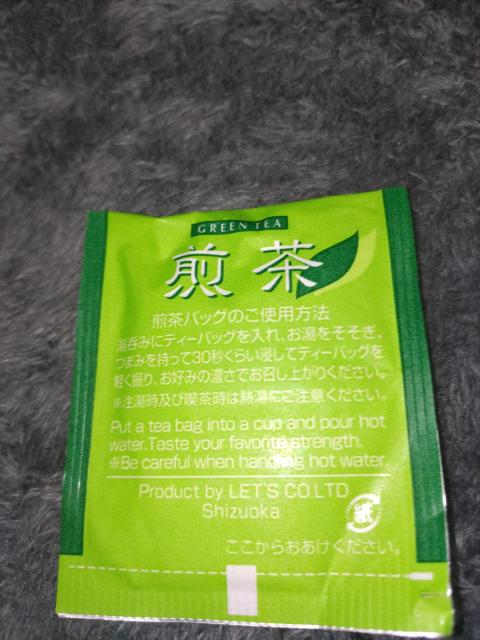 GREEN TEA
煎茶
煎茶バッグのご使用方法
湯呑みにティーバッグを入れ、お湯をそそぎ、
つまみを持って30秒くらい浸してティーバッグを
軽く振り、お好みの濃さでお召し上がりください。
※注湯時及び喫茶時は熱湯にご注意ください。
Put a tea bag into a cup and pour hot
water.Taste your favorite strength.
※Be careful when handling hot water.
Product by LET'S CO.LTD
Shizuoka
紙
ここからおあけください。